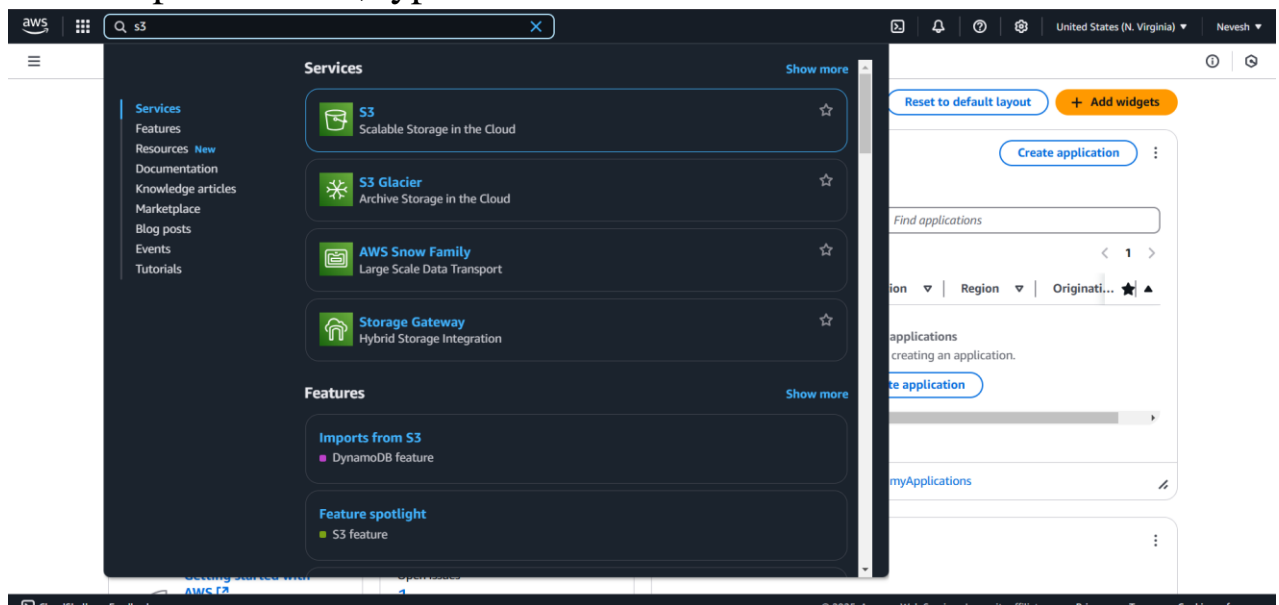 aws
s3
United States (N. Virginia)
Nevesh
Services
Show more
Services
Features
Resources New
Documentation
Knowledge articles
Marketplace
Blog posts
Events
Tutorials
S3
Scalable Storage in the Cloud
S3 Glacier
Archive Storage in the Cloud
AWS Snow Family
Large Scale Data Transport
Storage Gateway
Hybrid Storage Integration
Features
Show more
Imports from S3
DynamoDB feature
Feature spotlight
S3 feature
Reset to default layout
+ Add widgets
Create application
Find applications
1
ion
Region
Originati...
applications
creating an application.
te application
myApplications
AWS